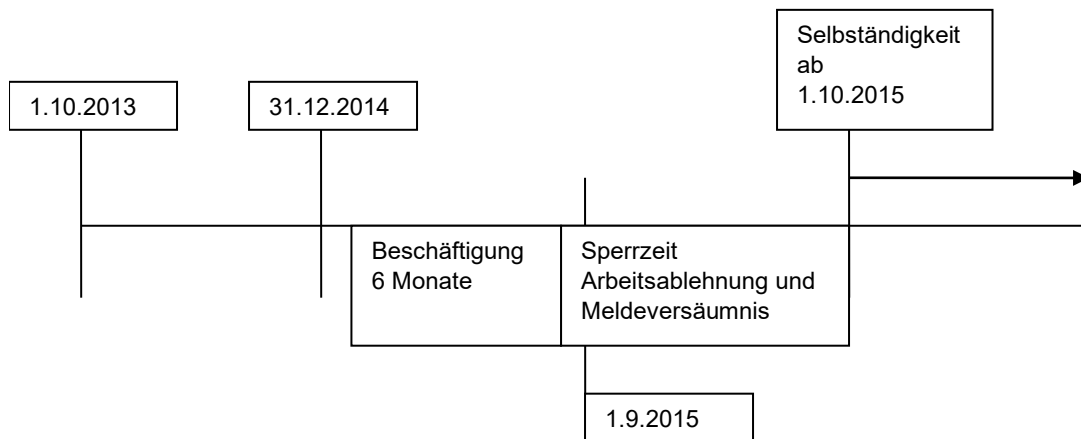 Selbständigkeit
ab
1.10.2015
1.10.2013
31.12.2014
Beschäftigung
6 Monate
Sperrzeit
Arbeitsablehnung und
Meldeversäumnis
1.9.2015